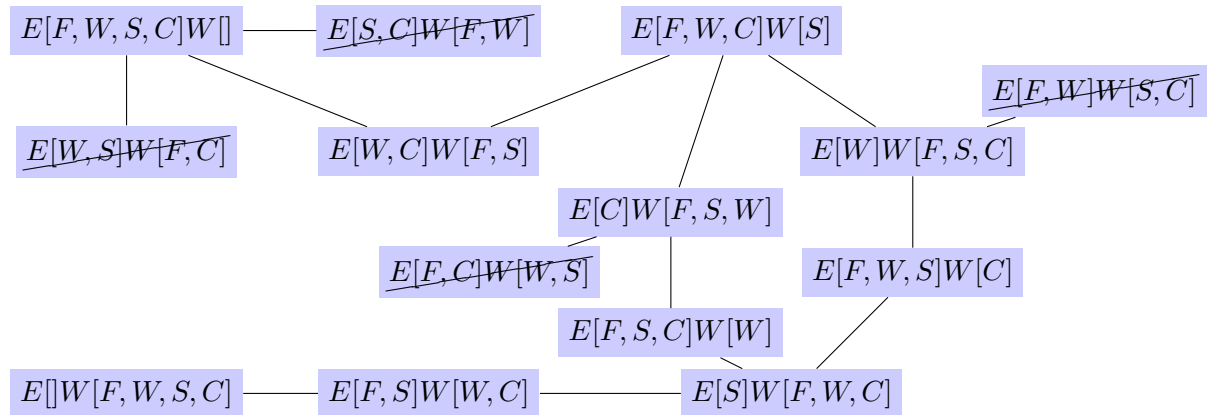 E[F, W, S, C]W[]
E[S, C]W[F, W]
E[F, W, C]W[S]
E[F, W]W[S, C]
E[W, S]W[F, C]
E[W, C]W[F, S]
E[W]W[F, S, C]
E[C]W[F, S, W]
E[F, C]W[W, S]
E[F, W, S]W[C]
E[F, S, C]W[W]
E[]W[F, W, S, C]
E[F, S]W[W, C]
E[S]W[F, W, C]